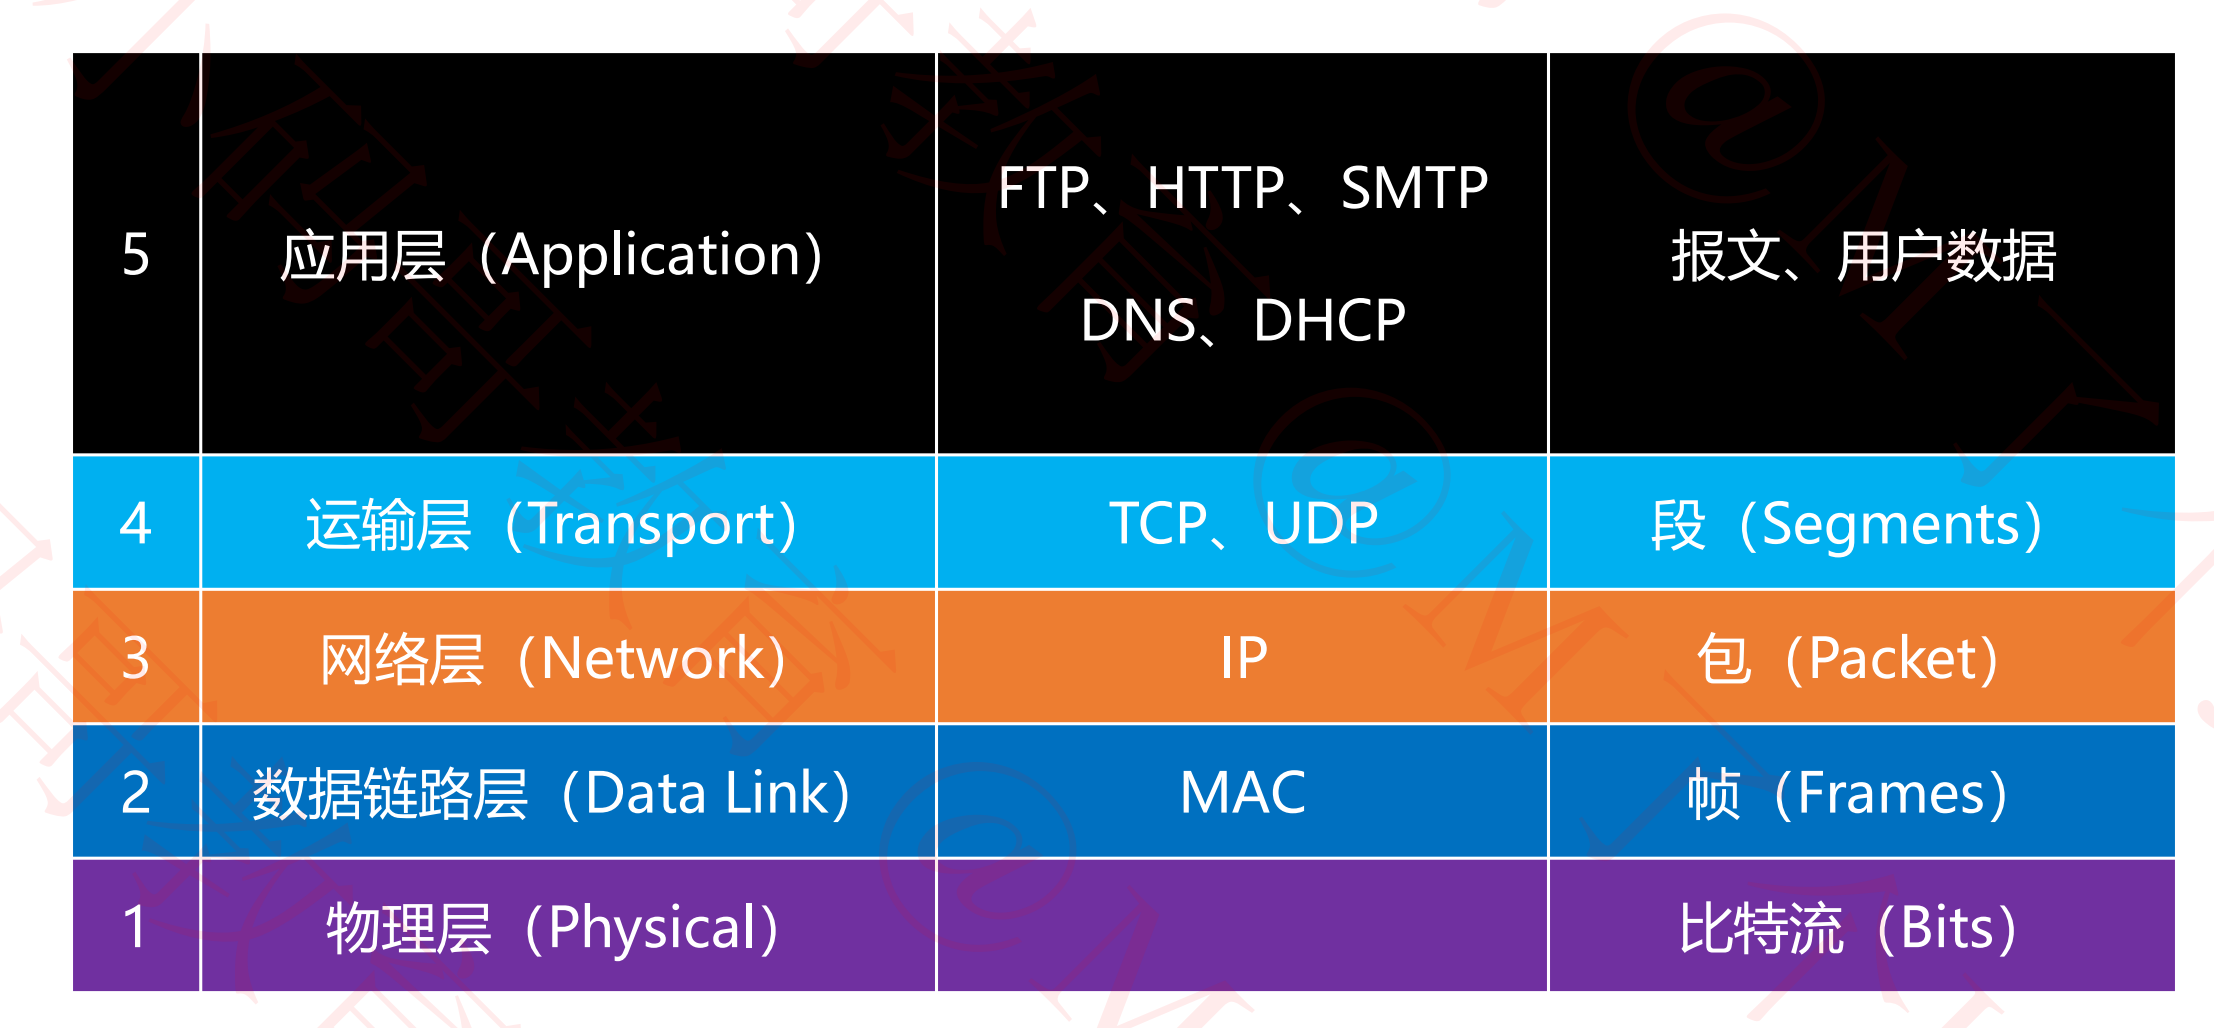 5 应用层（Application） FTP、HTTP、SMTP 报文、用户数据
DNS、DHCP
4 运输层（Transport） TCP、UDP 段（Segments）
3 网络层（Network） IP 包（Packet）
2 数据链路层（Data Link） MAC 帧（Frames）
1 物理层（Physical） 比特流（Bits）